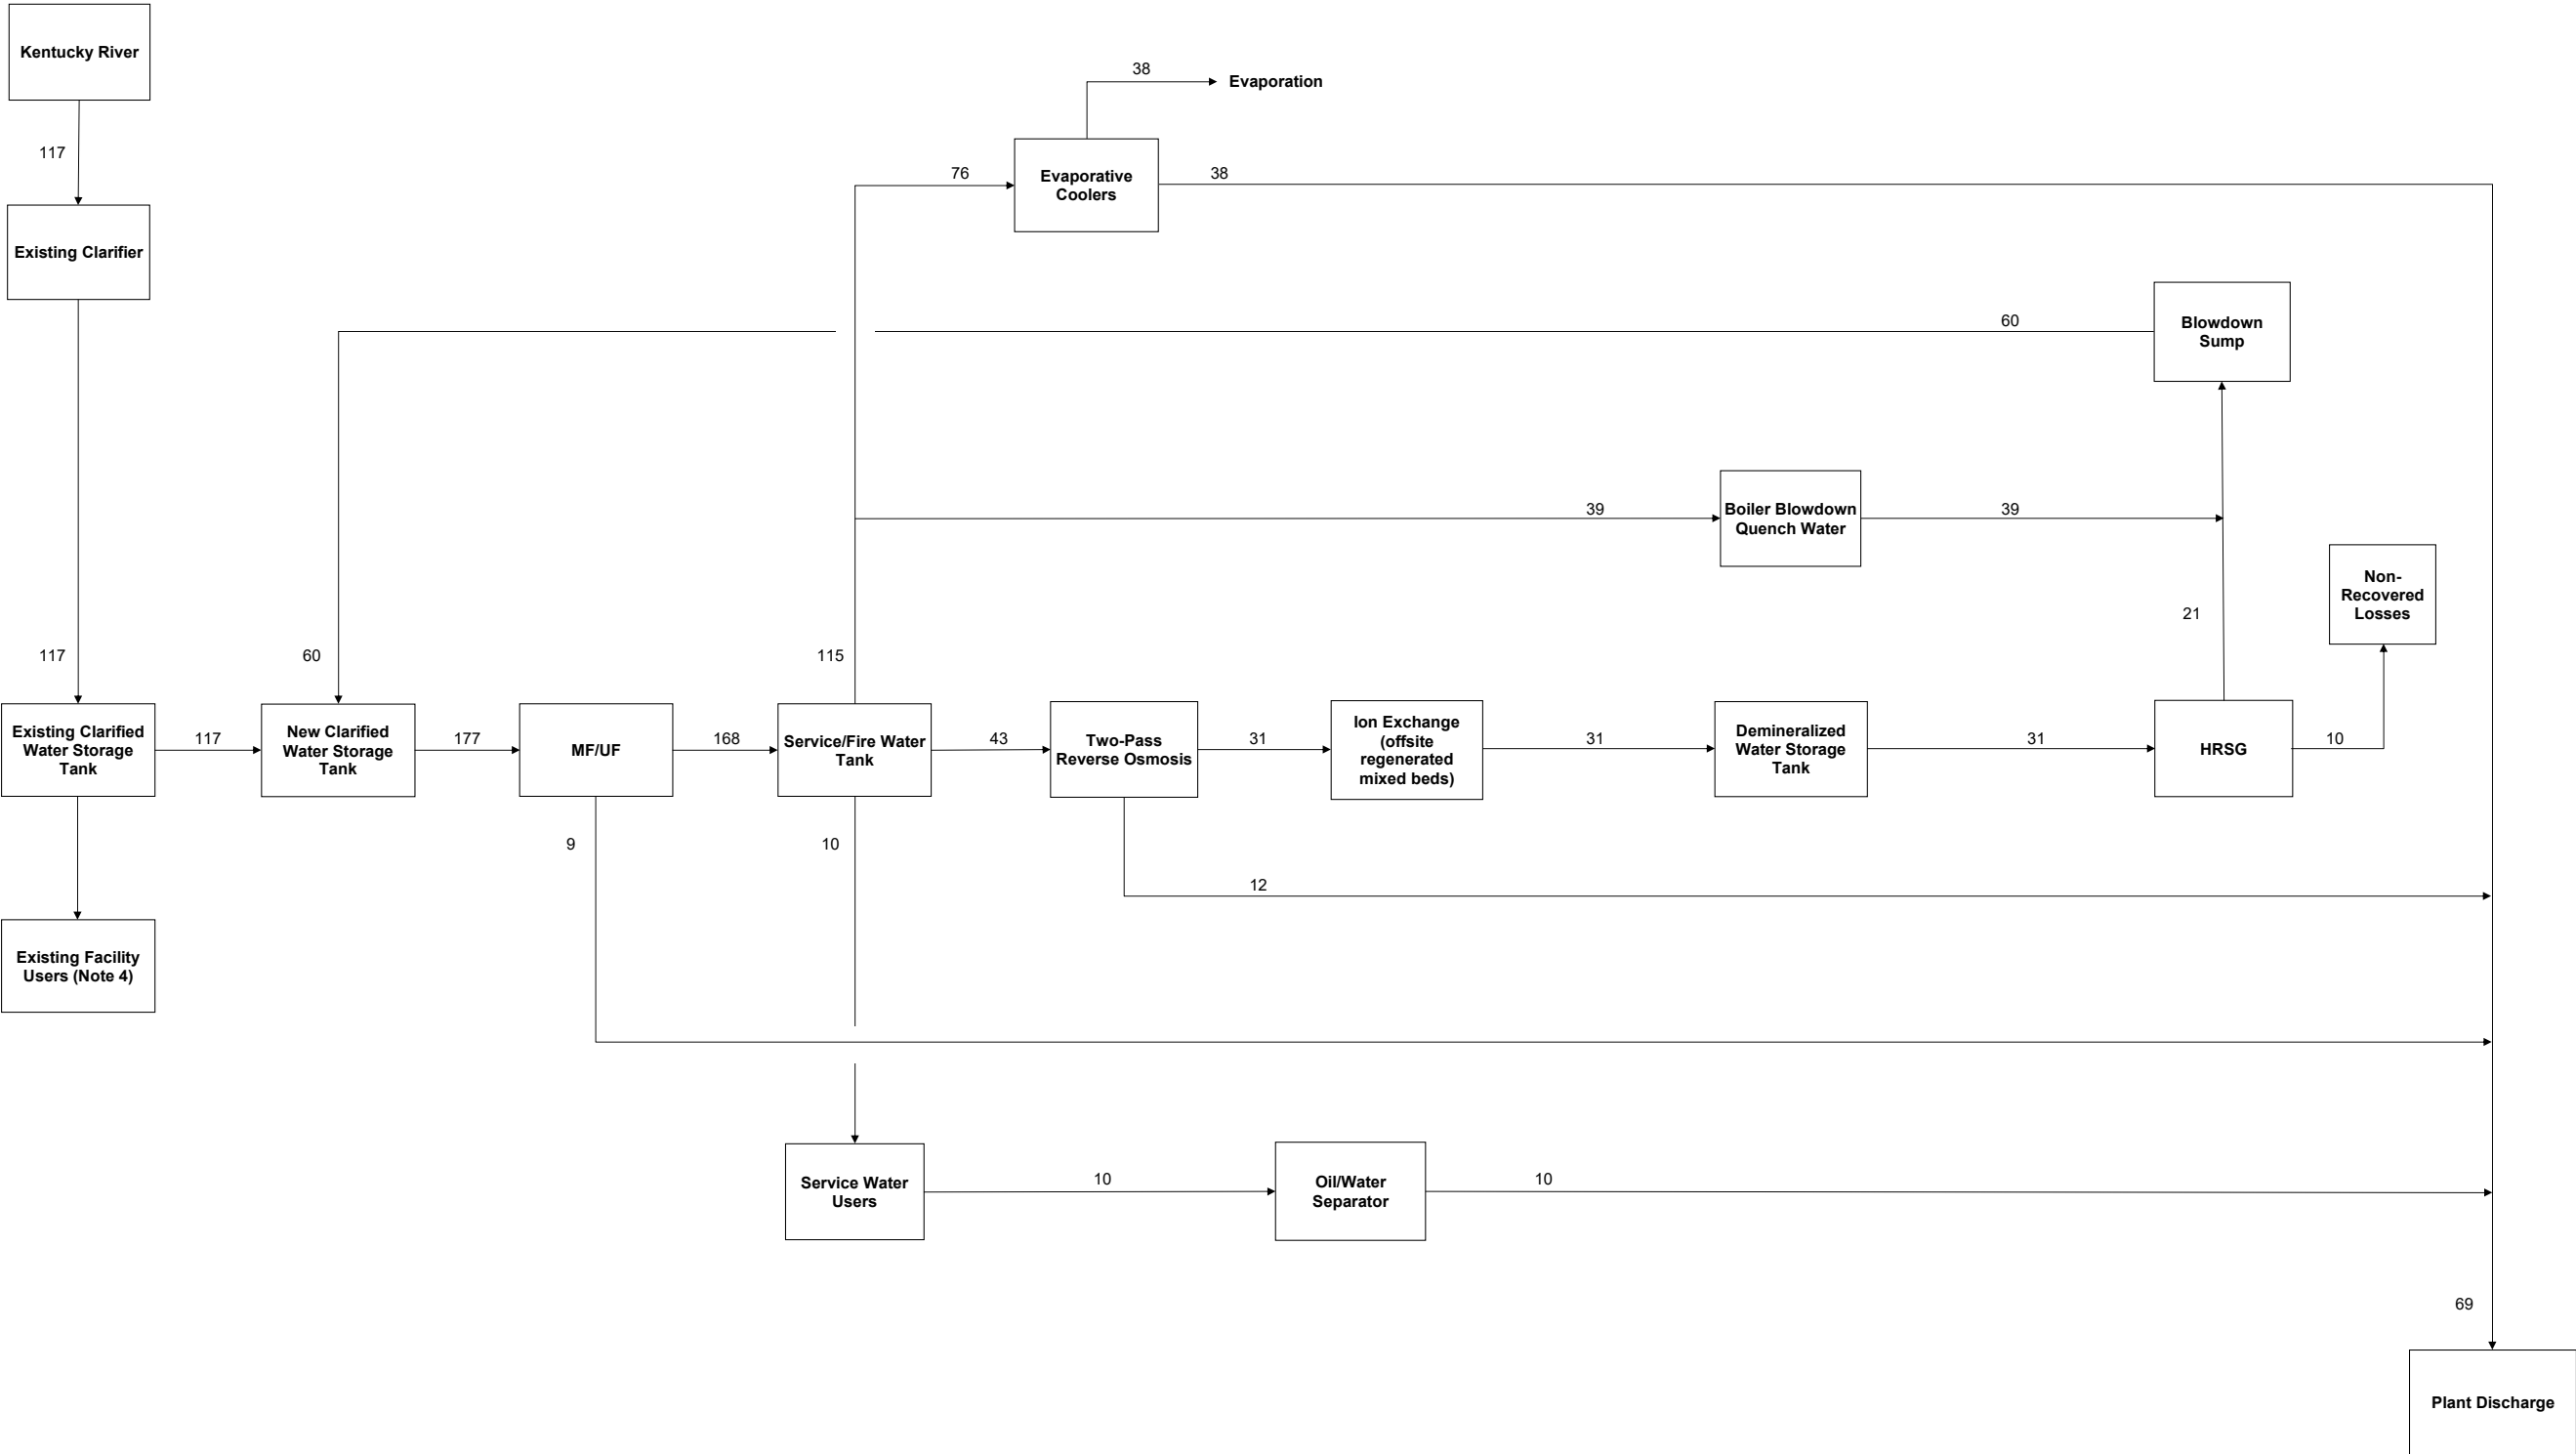 Kentucky River
38
Evaporation
117
76
Evaporative
Coolers
38
Existing Clarifier
60
Blowdown
Sump
39
Boiler Blowdown
Quench Water
39
Non-
Recovered
Losses
21
117
60
115
Existing Clarified
Water Storage
Tank
117
New Clarified
Water Storage
Tank
177
MF/UF
168
Service/Fire Water
Tank
43
Two-Pass
Reverse Osmosis
31
Ion Exchange
(offsite
regenerated
mixed beds)
31
Demineralized
Water Storage
Tank
31
HRSG
10
9
10
12
Existing Facility
Users (Note 4)
Service Water
Users
10
Oil/Water
Separator
10
69
Plant Discharge